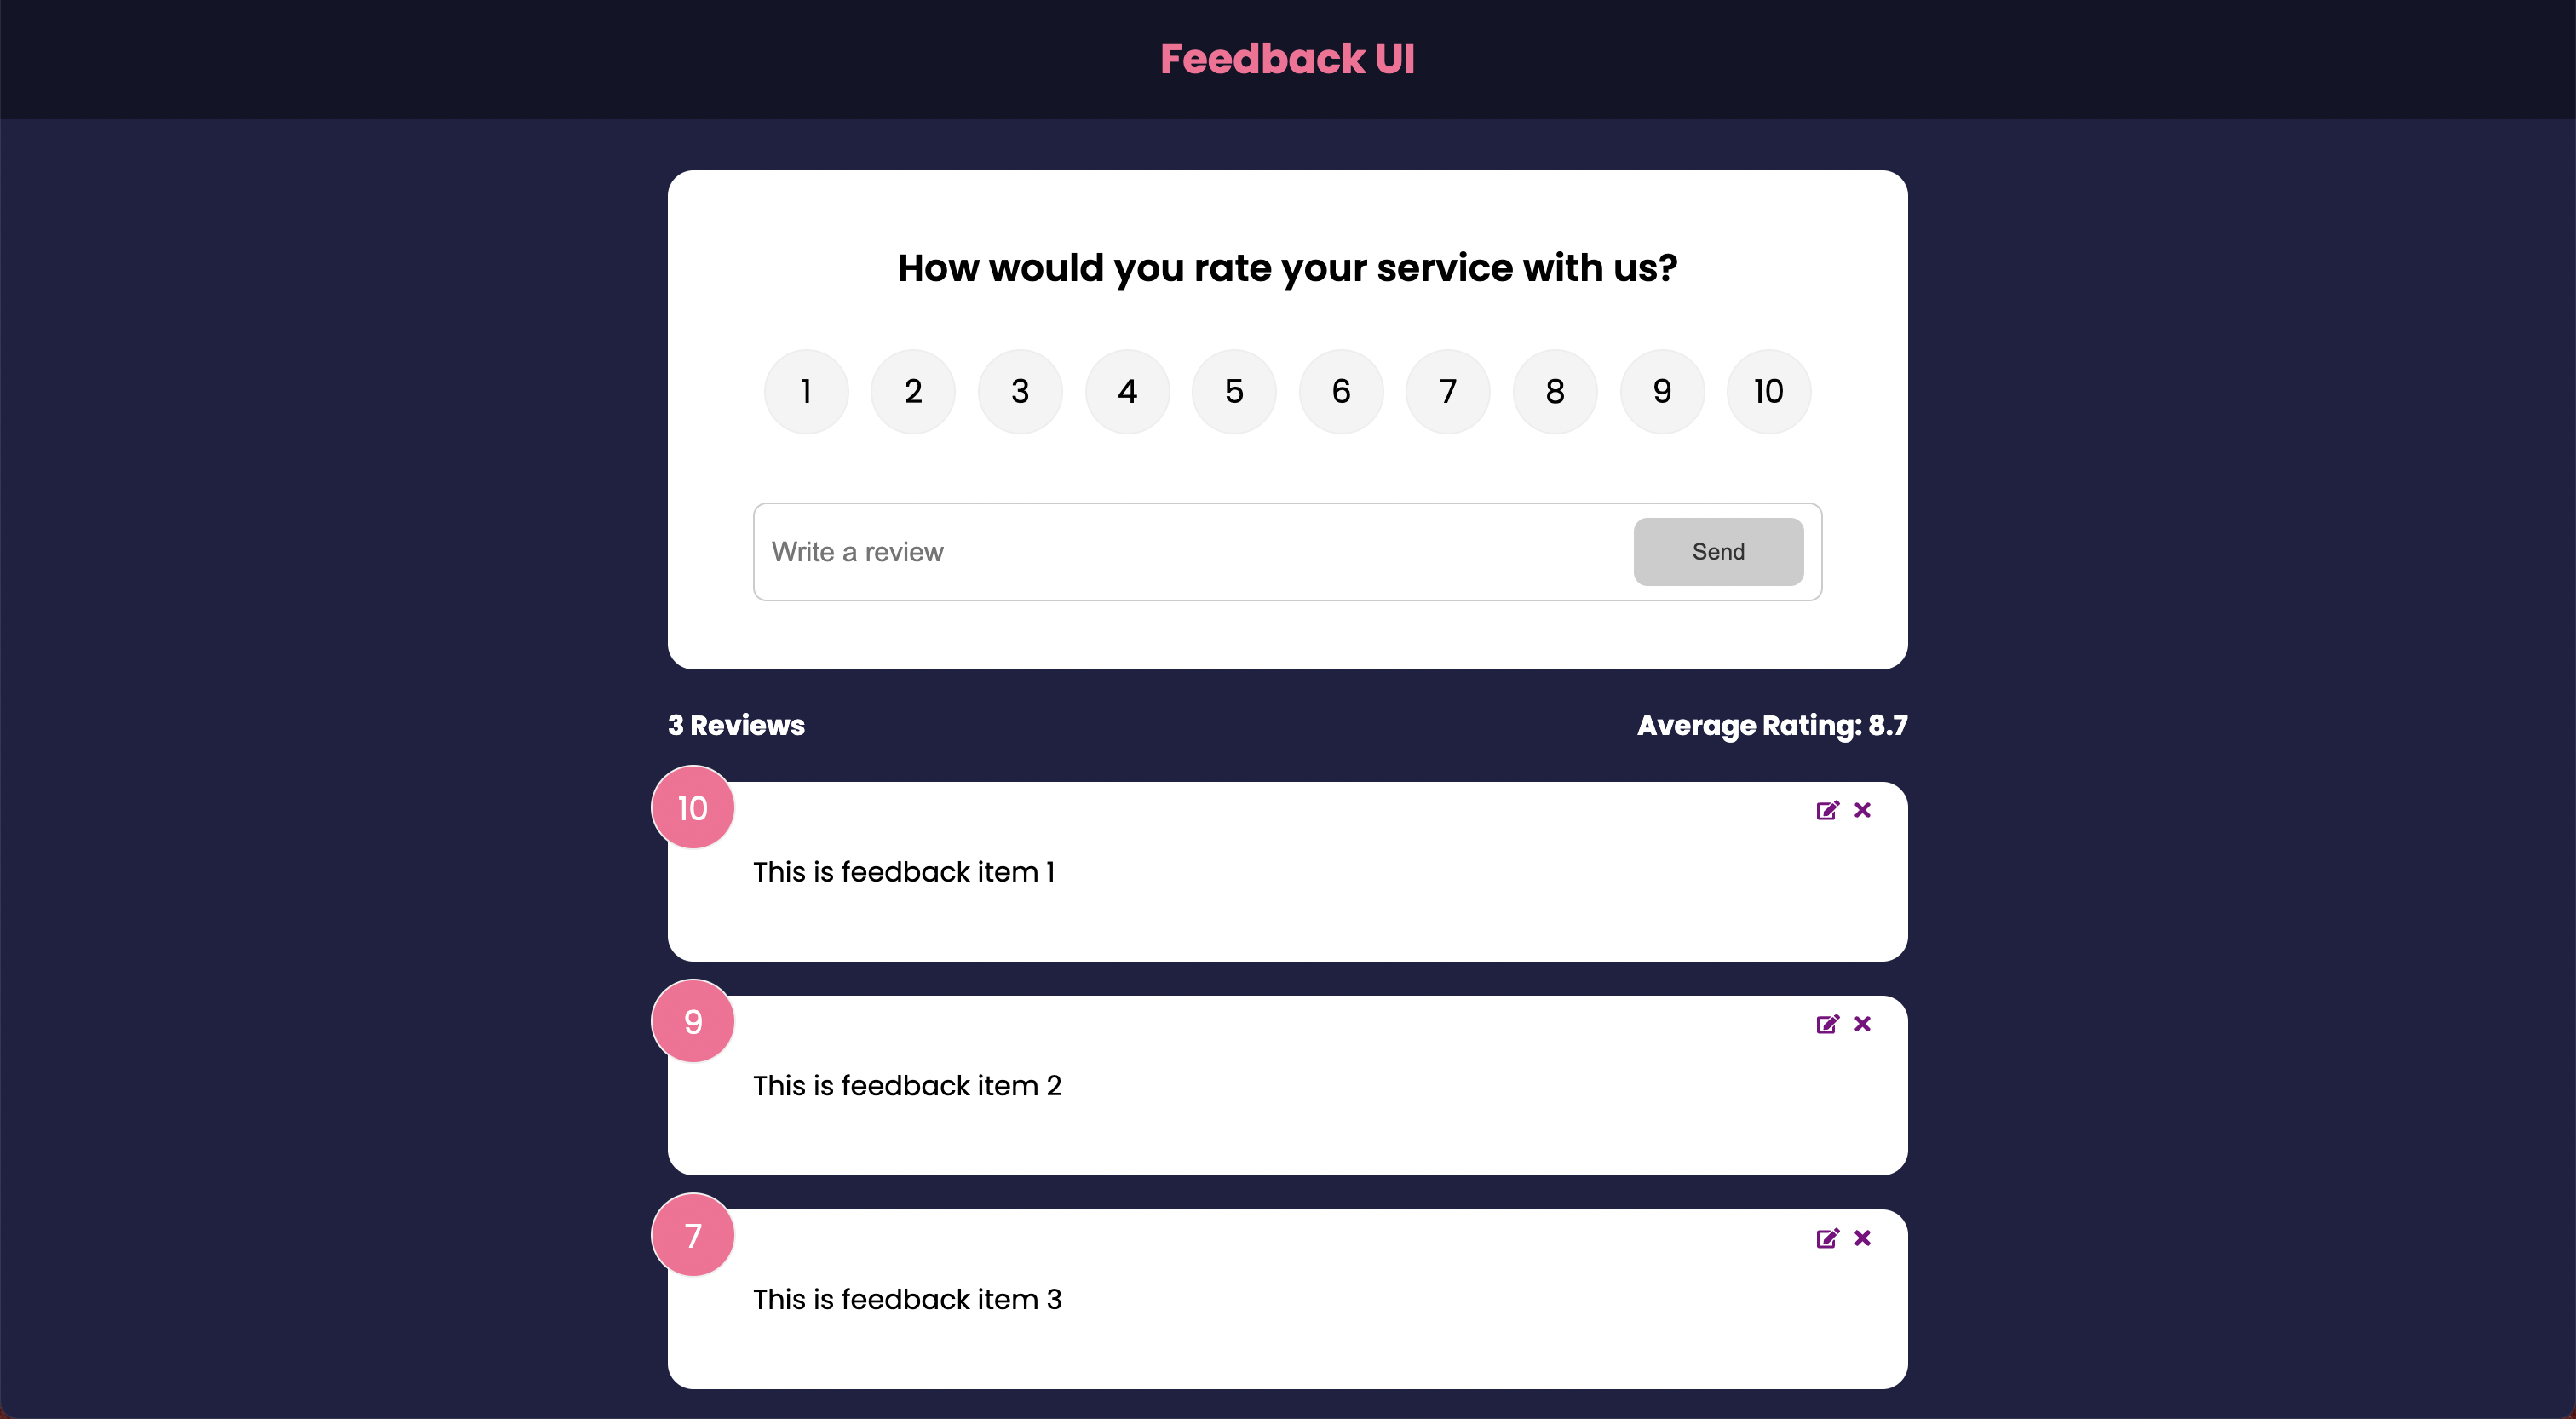 Feedback UI
How would you rate your service with us?
1 2 3 4 5 6 7 8 9 10
Write a review Send
3 Reviews Average Rating: 8.7
10
This is feedback item 1
9
This is feedback item 2
7
This is feedback item 3